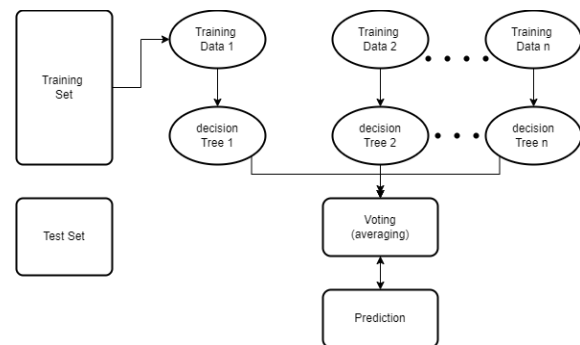 Training
Set
Training
Data 1
Training
Data 2
Training
Data n
decision
Tree 1
decision
Tree 2
decision
Tree n
Test Set
Voting
(averaging)
Prediction